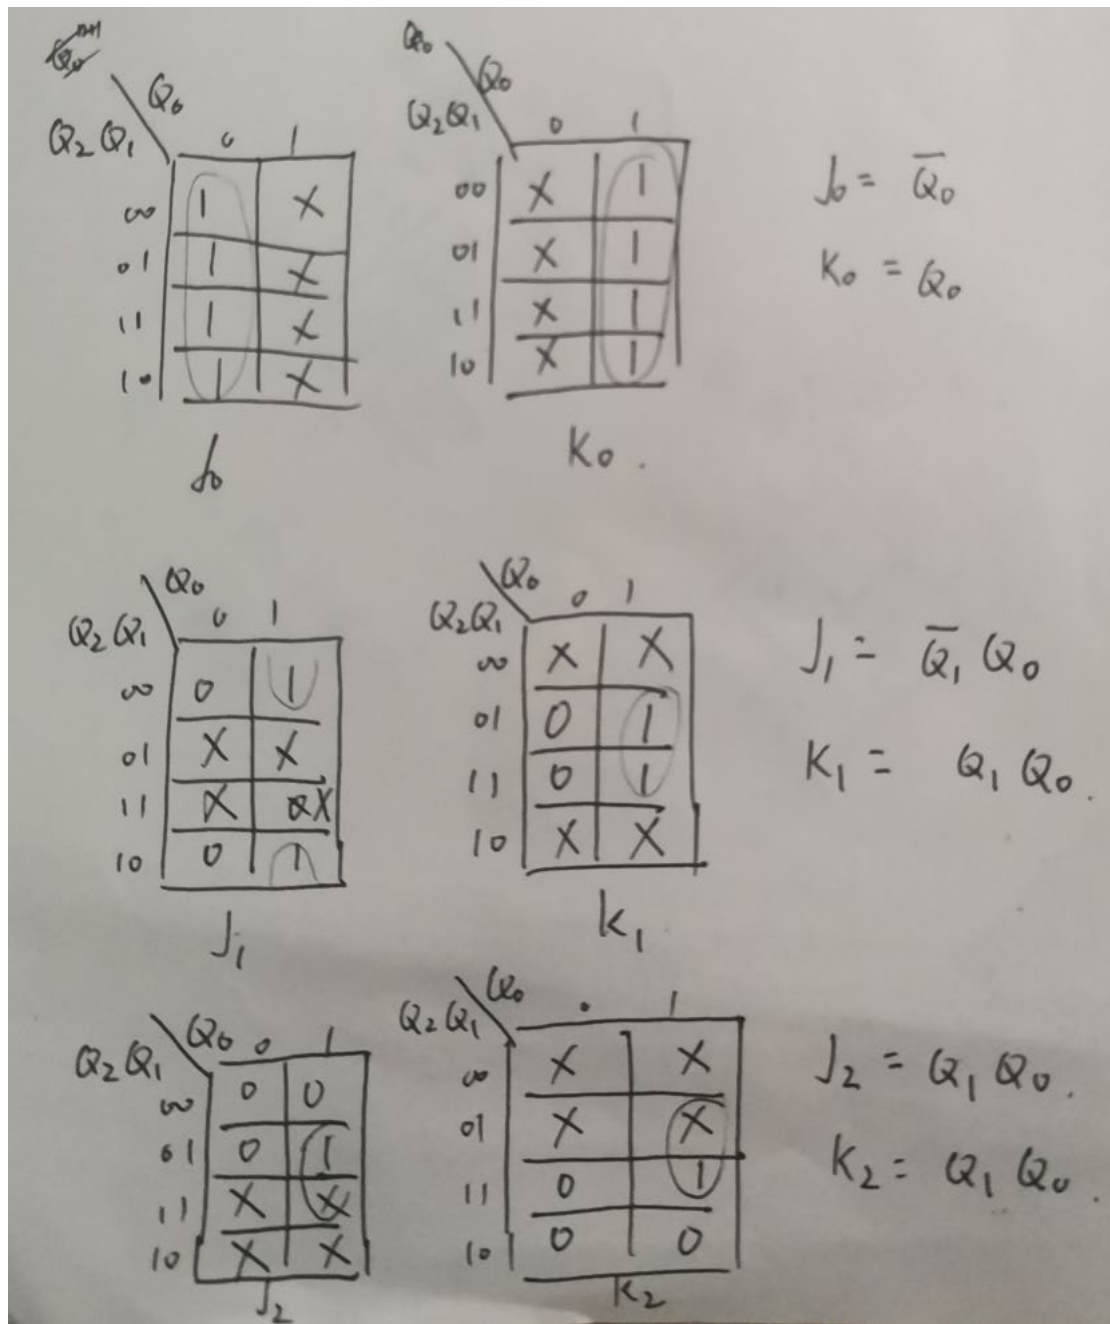 Q₀ⁿ⁺¹
Q₀
Q₂Q₁ 0 1
00 1 X
01 1 X
11 1 X
10 1 X
J₀
Q₀
Q₀
Q₂Q₁ 0 1
00 X 1
01 X 1
11 X 1
10 X 1
K₀.
J₀ = Q̅₀
K₀ = Q₀
Q₀
Q₂Q₁ 0 1
00 0 1
01 X X
11 X X
10 0 1
J₁
Q₀
Q₂Q₁ 0 1
00 X X
01 0 1
11 0 1
10 X X
K₁
J₁ = Q̅₁ Q₀
K₁ = Q₁ Q₀.
Q₀
Q₂Q₁ 0 1
00 0 0
01 0 1
11 X X
10 X X
J₂
Q₀
Q₂Q₁ 0 1
00 X X
01 X X
11 0 1
10 0 0
K₂
J₂ = Q₁ Q₀.
K₂ = Q₁ Q₀.